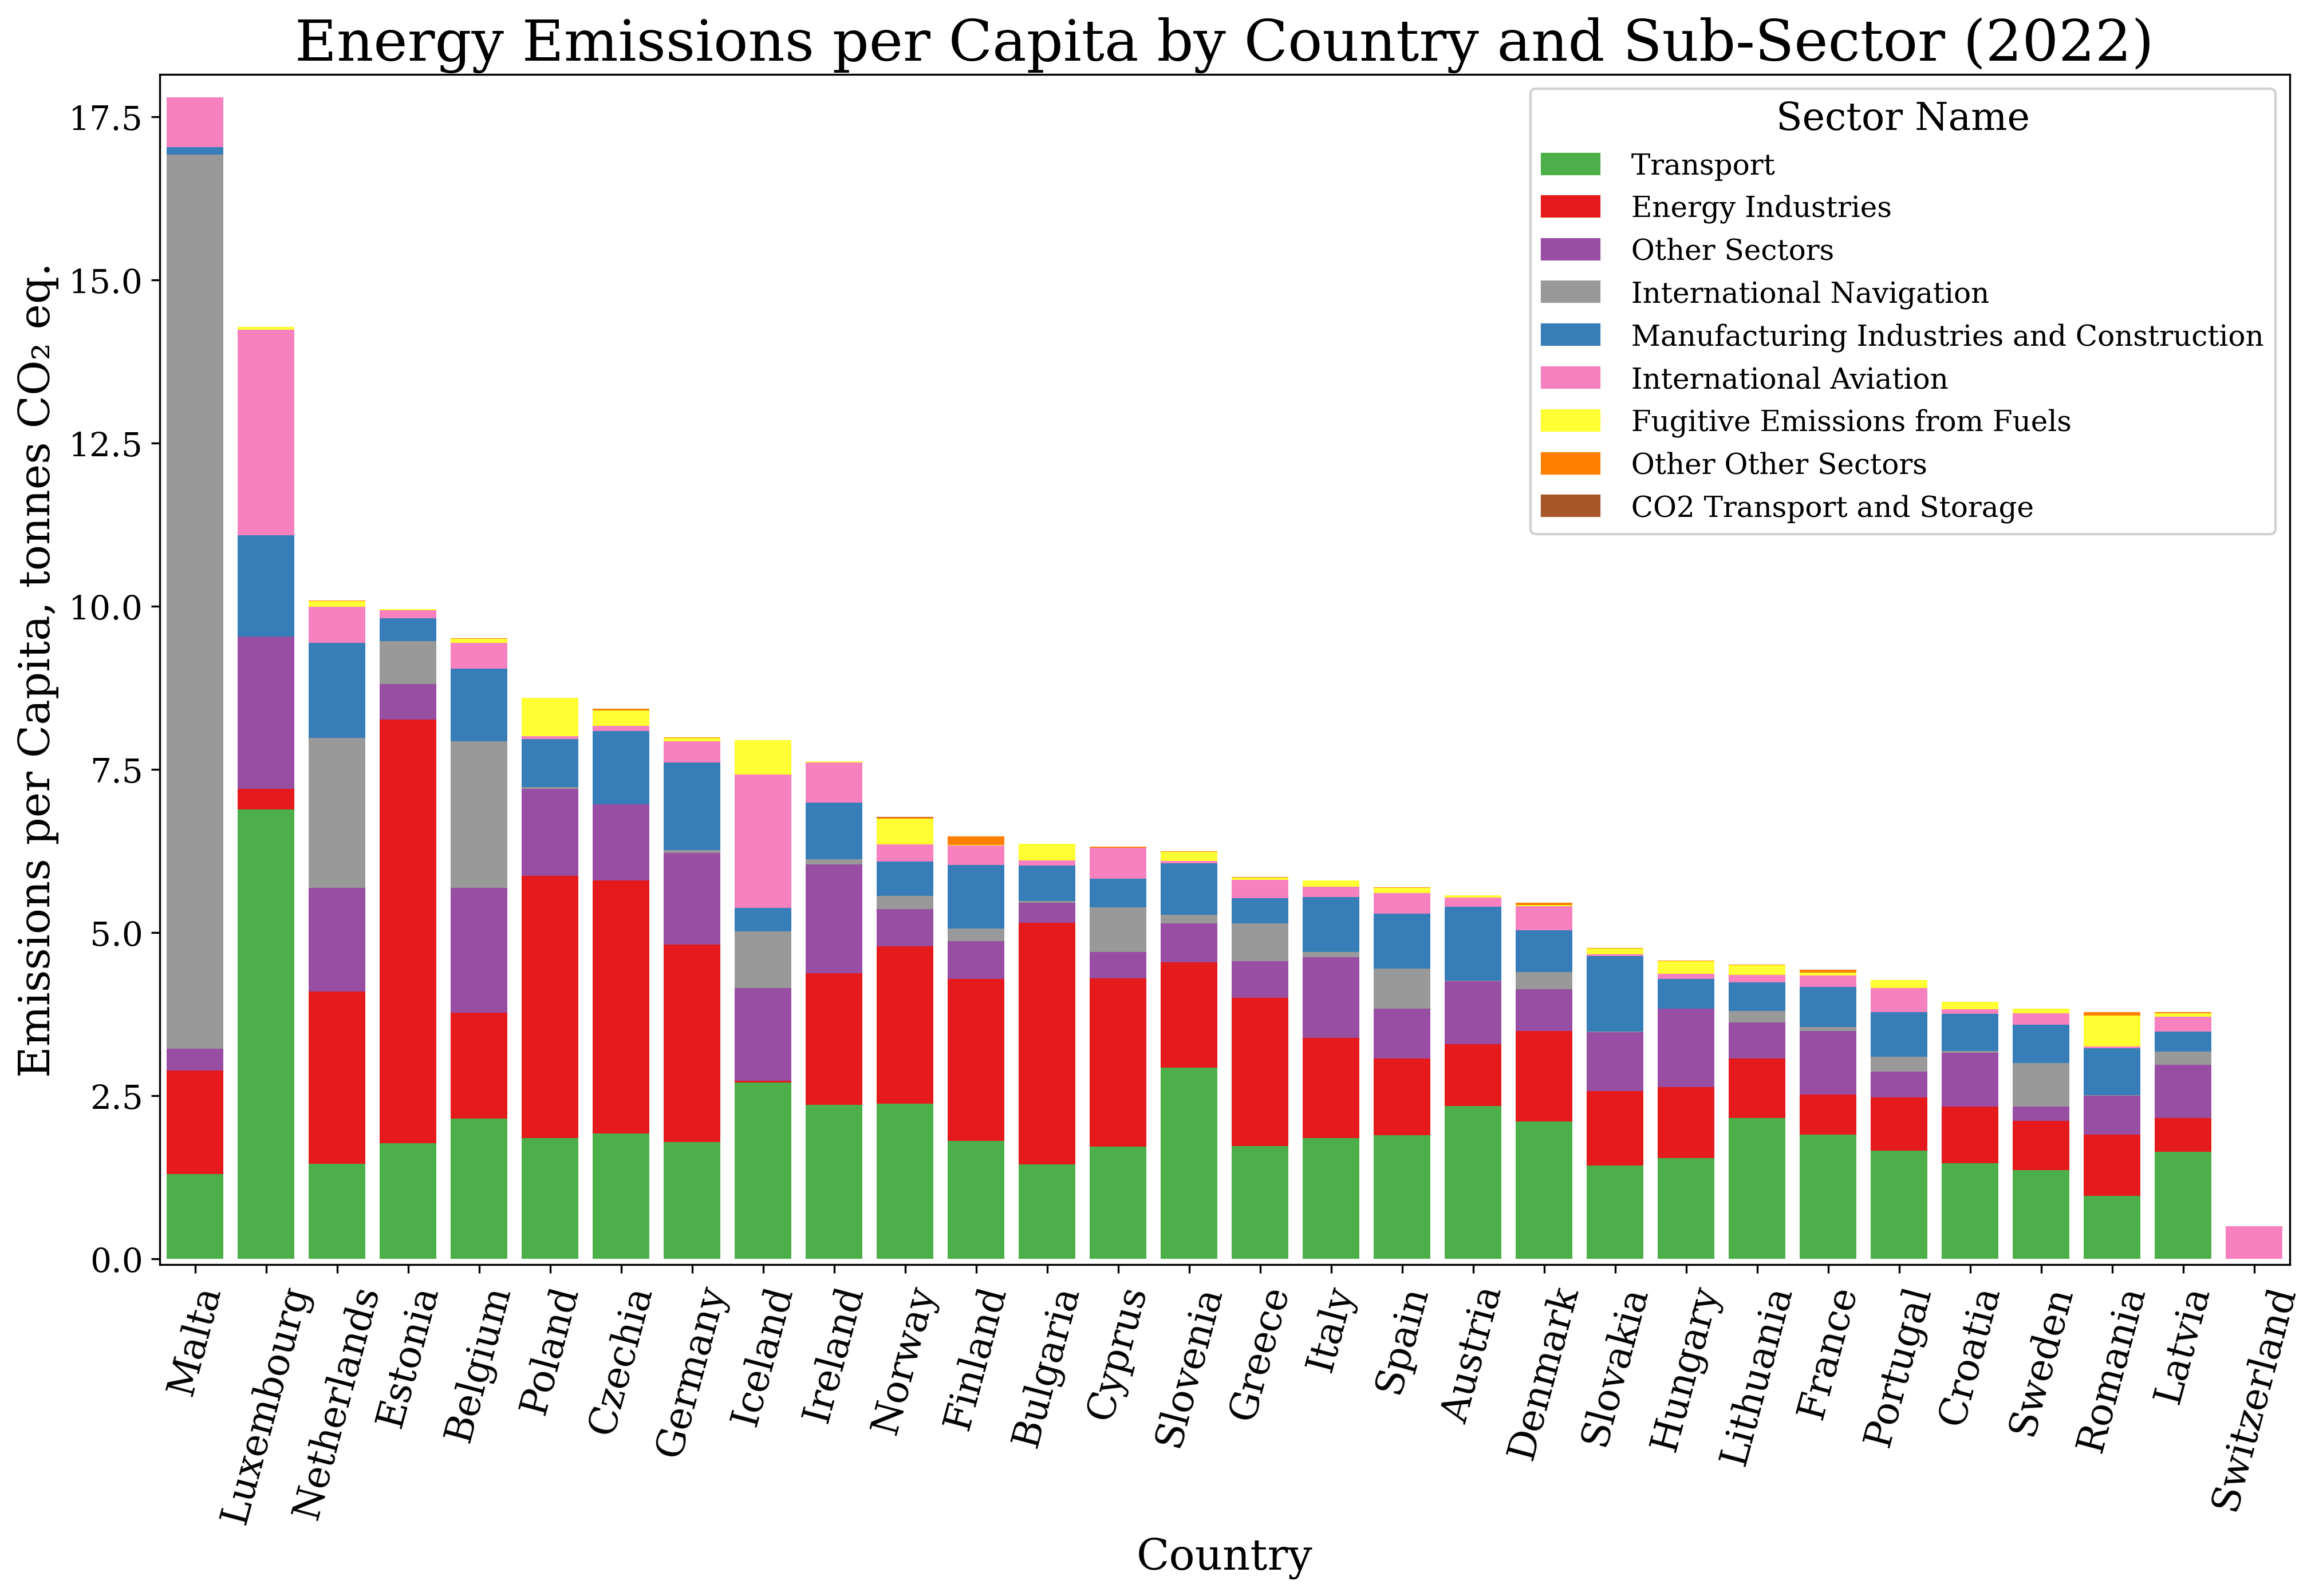 Energy Emissions per Capita by Country and Sub-Sector (2022)
Emissions per Capita, tonnes CO₂ eq.
17.5
15.0
12.5
10.0
7.5
5.0
2.5
0.0
Sector Name
Transport
Energy Industries
Other Sectors
International Navigation
Manufacturing Industries and Construction
International Aviation
Fugitive Emissions from Fuels
Other Other Sectors
CO2 Transport and Storage
Malta
Luxembourg
Netherlands
Estonia
Belgium
Poland
Czechia
Germany
Iceland
Ireland
Norway
Finland
Bulgaria
Cyprus
Slovenia
Greece
Italy
Spain
Austria
Denmark
Slovakia
Hungary
Lithuania
France
Portugal
Croatia
Sweden
Romania
Latvia
Switzerland
Country